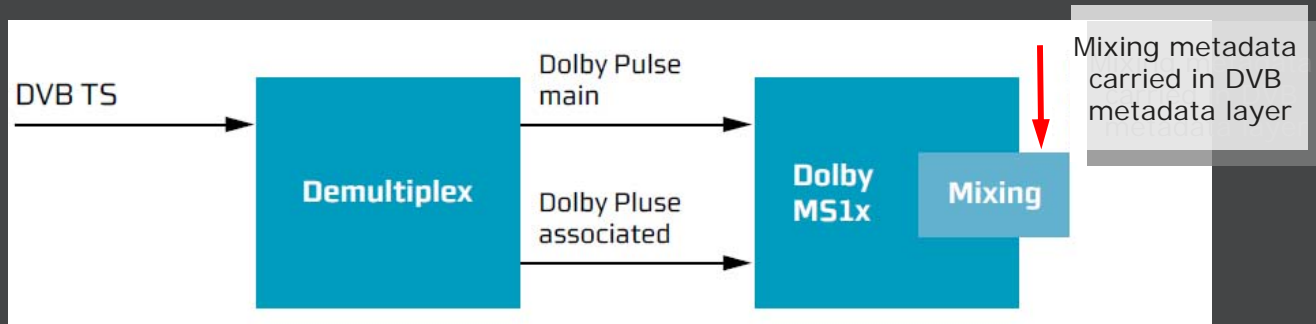 DVB TS
Demultiplex
Dolby Pulse
main
Dolby Pluse
associated
Dolby
MS1x
Mixing
Mixing metadata
carried in DVB
metadata layer